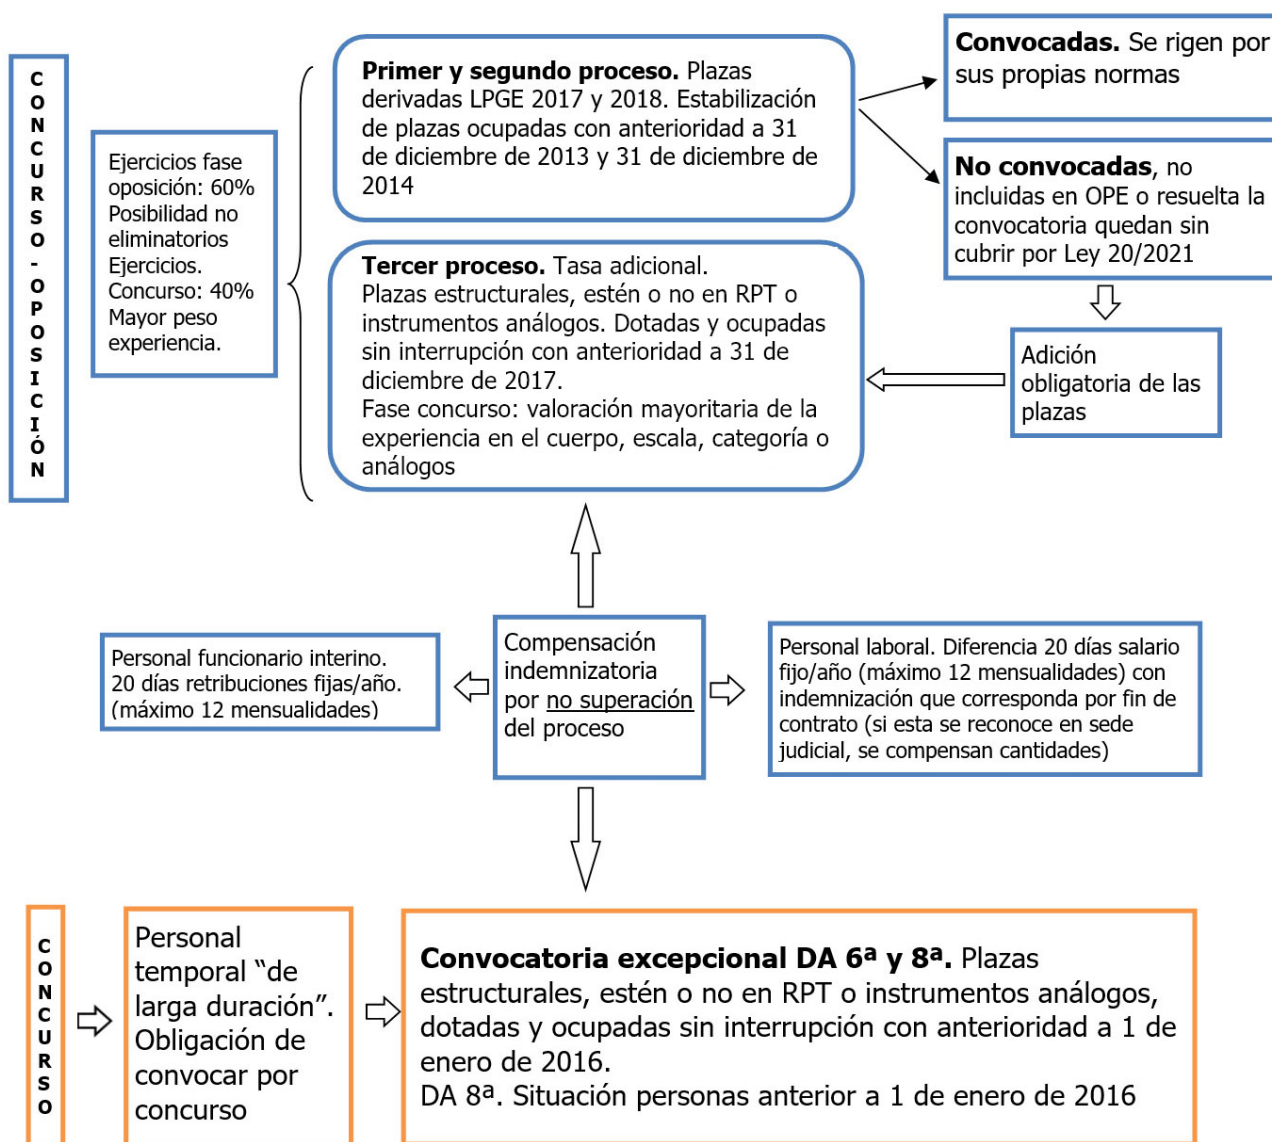 CONCURSO-OPOSICIÓN
Ejercicios fase
oposición: 60%
Posibilidad no
eliminatorios
Ejercicios.
Concurso: 40%
Mayor peso
experiencia.
Primer y segundo proceso. Plazas
derivadas LPGE 2017 y 2018. Estabilización
de plazas ocupadas con anterioridad a 31
de diciembre de 2013 y 31 de diciembre de
2014
Convocadas. Se rigen por
sus propias normas
No convocadas, no
incluidas en OPE o resuelta la
convocatoria quedan sin
cubrir por Ley 20/2021
Tercer proceso. Tasa adicional.
Plazas estructurales, estén o no en RPT o
instrumentos análogos. Dotadas y ocupadas
sin interrupción con anterioridad a 31 de
diciembre de 2017.
Fase concurso: valoración mayoritaria de la
experiencia en el cuerpo, escala, categoría o
análogos
Adición
obligatoria de las
plazas
Personal funcionario interino.
20 días retribuciones fijas/año.
(máximo 12 mensualidades)
Compensación
indemnizatoria
por no superación
del proceso
Personal laboral. Diferencia 20 días salario
fijo/año (máximo 12 mensualidades) con
indemnización que corresponda por fin de
contrato (si esta se reconoce en sede
judicial, se compensan cantidades)
CONCURSO
Personal
temporal “de
larga duración”.
Obligación de
convocar por
concurso
Convocatoria excepcional DA 6ª y 8ª. Plazas
estructurales, estén o no en RPT o instrumentos análogos,
dotadas y ocupadas sin interrupción con anterioridad a 1 de
enero de 2016.
DA 8ª. Situación personas anterior a 1 de enero de 2016